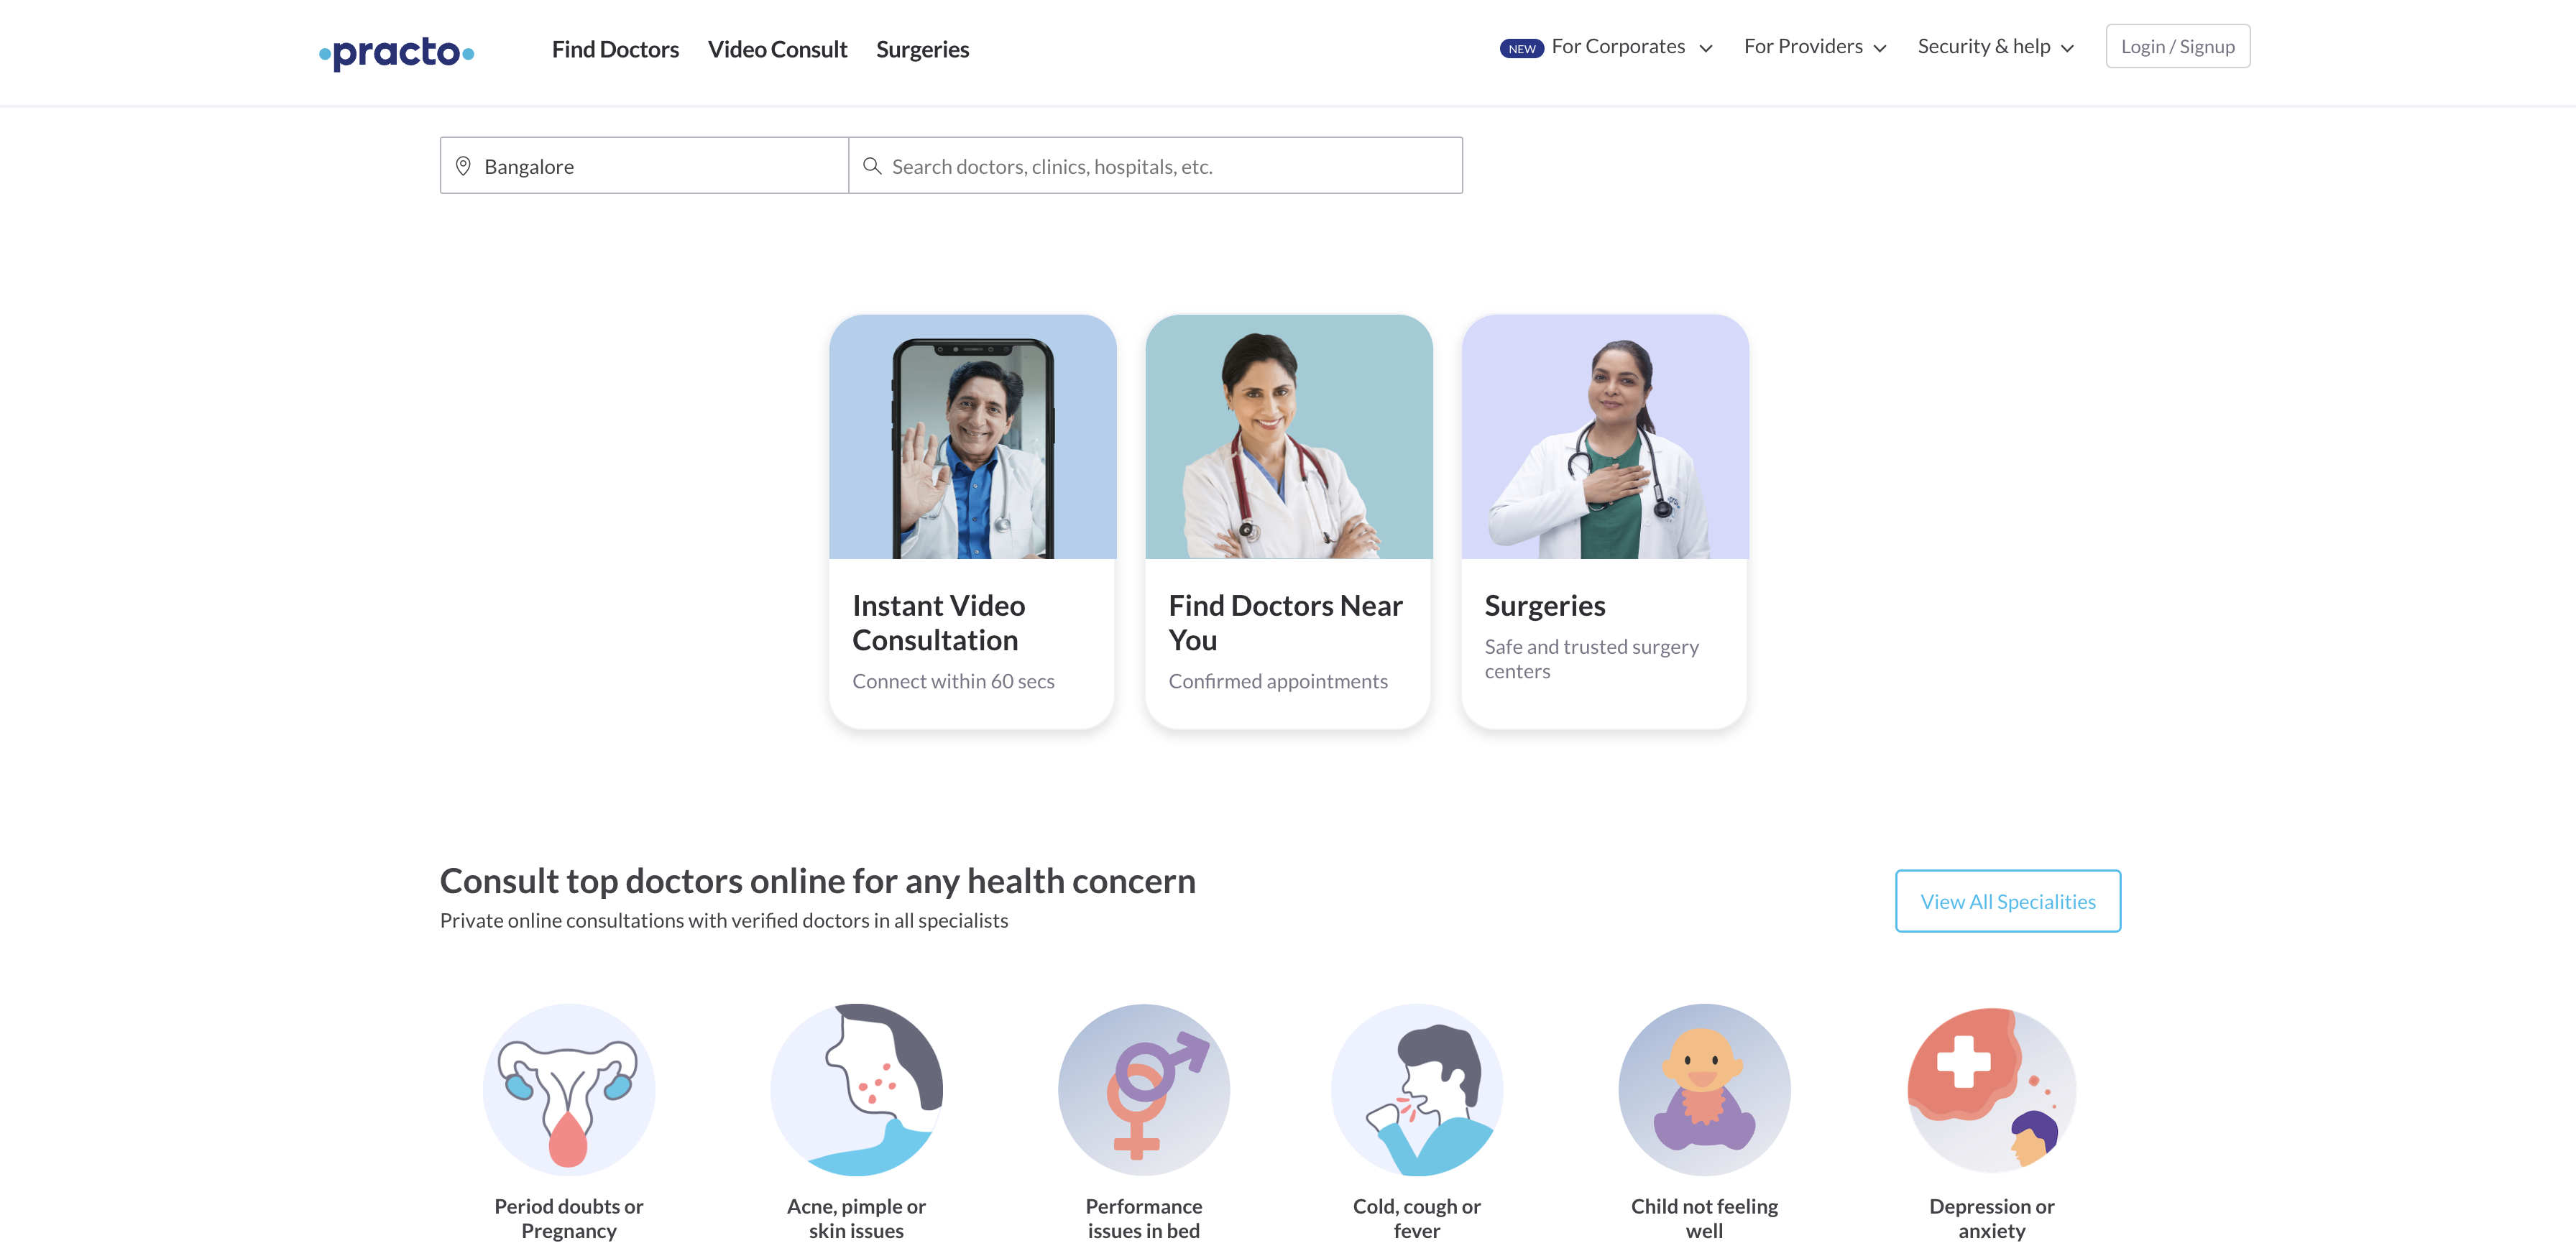 practo
Find Doctors
Video Consult
Surgeries
NEW
For Corporates
For Providers
Security & help
Login / Signup
Bangalore
Search doctors, clinics, hospitals, etc.
Instant Video
Consultation
Connect within 60 secs
Find Doctors Near
You
Confirmed appointments
Surgeries
Safe and trusted surgery
centers
Consult top doctors online for any health concern
Private online consultations with verified doctors in all specialists
View All Specialities
Period doubts or
Pregnancy
Acne, pimple or
skin issues
Performance
issues in bed
Cold, cough or
fever
Child not feeling
well
Depression or
anxiety